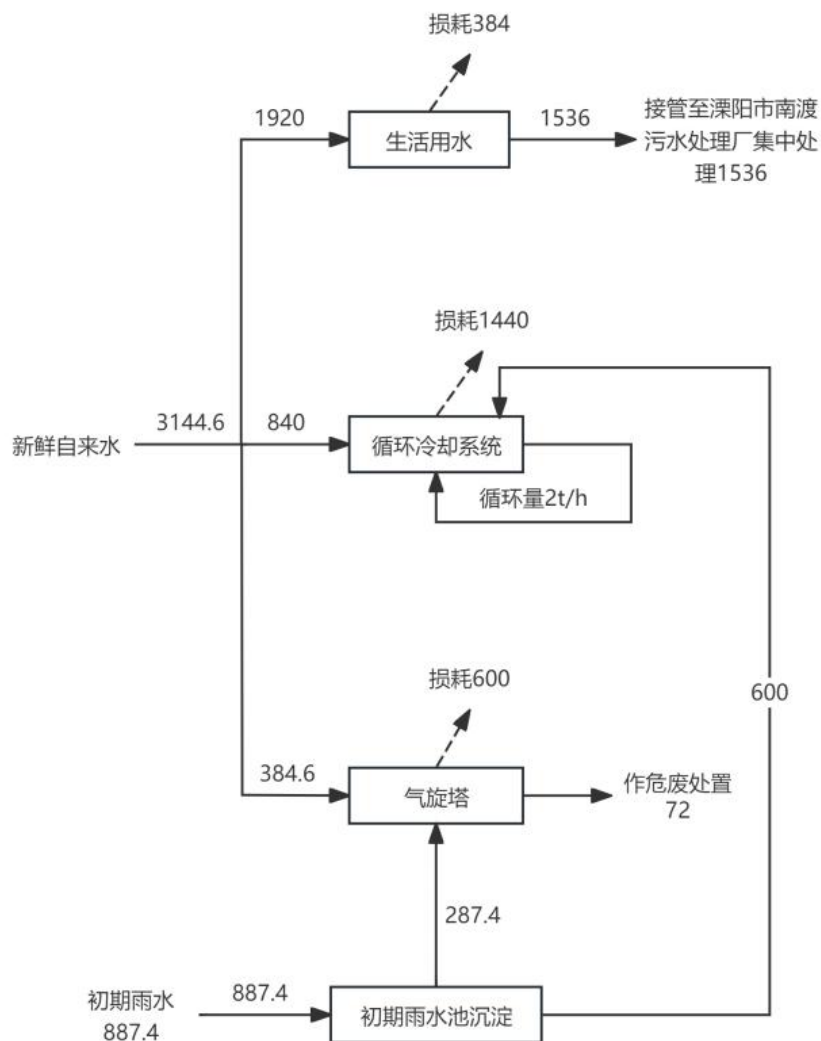 损耗384
1920
生活用水
1536
接管至溧阳市南渡
污水处理厂集中处
理1536
损耗1440
新鲜自来水
3144.6
840
循环冷却系统
循环量2t/h
损耗600
600
384.6
气旋塔
作危废处置
72
287.4
初期雨水
887.4
887.4
初期雨水池沉淀